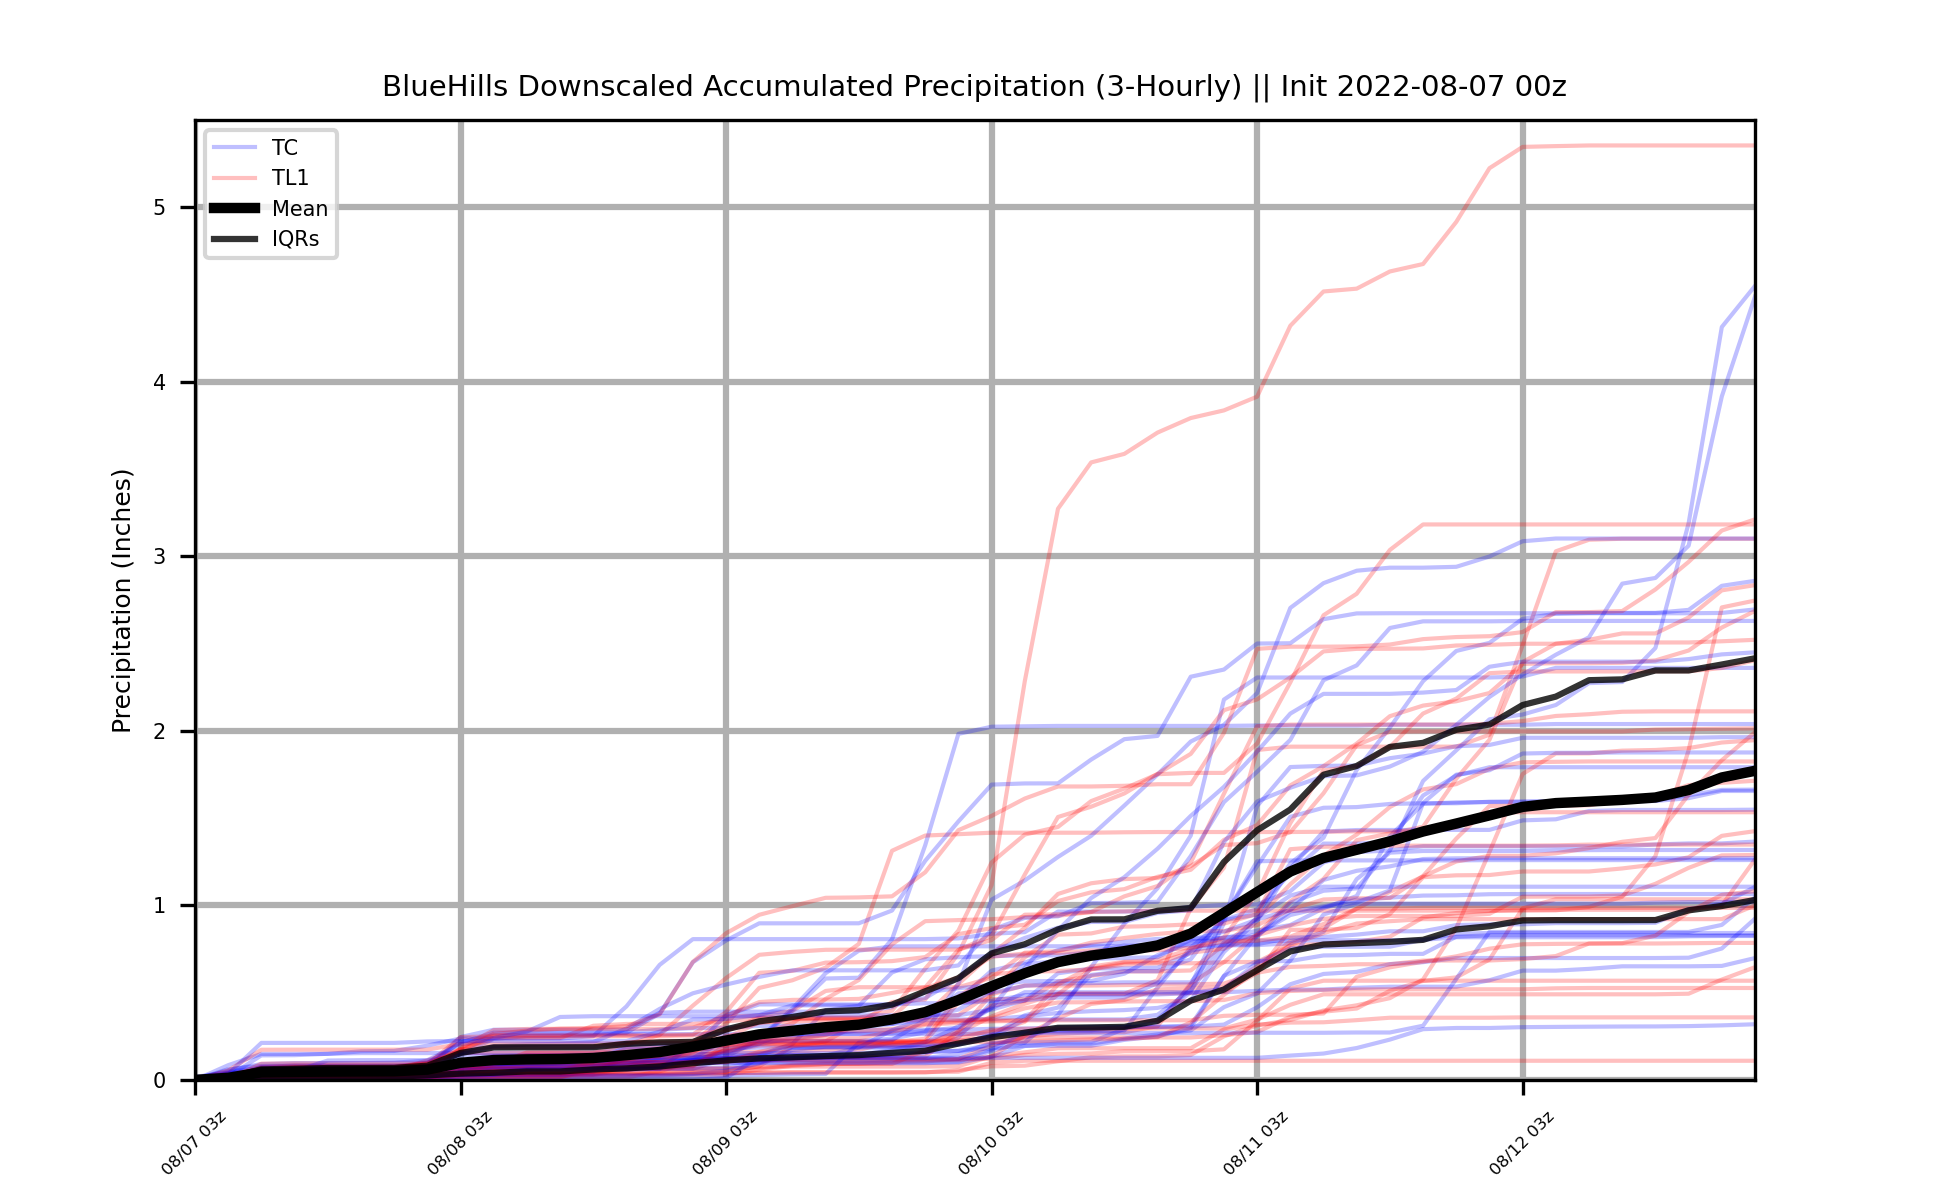 BlueHills Downscaled Accumulated Precipitation (3-Hourly) || Init 2022-08-07 00z
TC
TL1
Mean
IQRs
Precipitation (Inches)
5
4
3
2
1
0
08/07 03z
08/08 03z
08/09 03z
08/10 03z
08/11 03z
08/12 03z